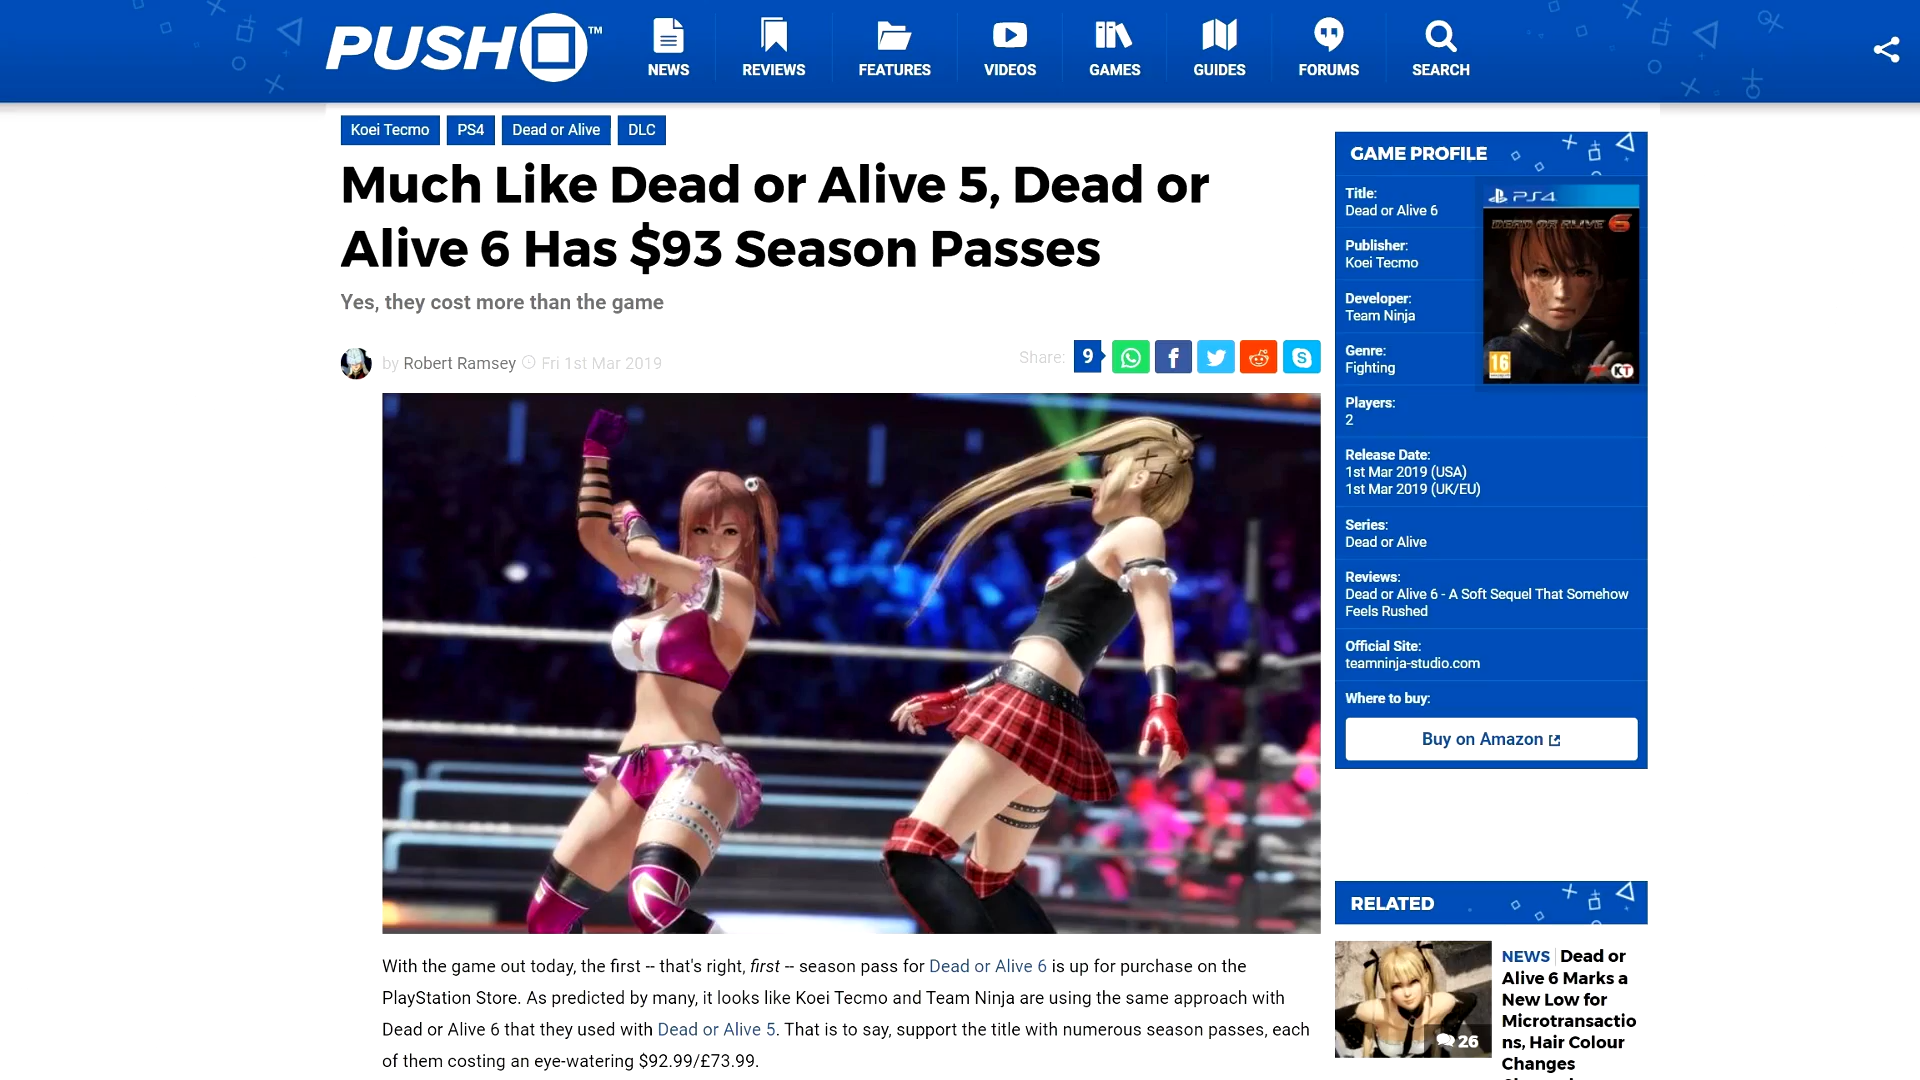 PUSH ™
NEWS
REVIEWS
FEATURES
VIDEOS
GAMES
GUIDES
FORUMS
SEARCH
Koei Tecmo
PS4
Dead or Alive
DLC
Much Like Dead or Alive 5, Dead or
Alive 6 Has $93 Season Passes
Yes, they cost more than the game
by Robert Ramsey Fri 1st Mar 2019
Share: 9
With the game out today, the first -- that's right, first -- season pass for Dead or Alive 6 is up for purchase on the
PlayStation Store. As predicted by many, it looks like Koei Tecmo and Team Ninja are using the same approach with
Dead or Alive 6 that they used with Dead or Alive 5. That is to say, support the title with numerous season passes, each
of them costing an eye-watering $92.99/£73.99.
GAME PROFILE
Title:
Dead or Alive 6
Publisher:
Koei Tecmo
Developer:
Team Ninja
Genre:
Fighting
Players:
2
Release Date:
1st Mar 2019 (USA)
1st Mar 2019 (UK/EU)
Series:
Dead or Alive
Reviews:
Dead or Alive 6 - A Soft Sequel That Somehow
Feels Rushed
Official Site:
teamninja-studio.com
Where to buy:
Buy on Amazon
PS4
DEAD OR ALIVE 6
16
KT
RELATED
NEWS Dead or
Alive 6 Marks a
New Low for
Microtransactio
ns, Hair Colour
Changes
26